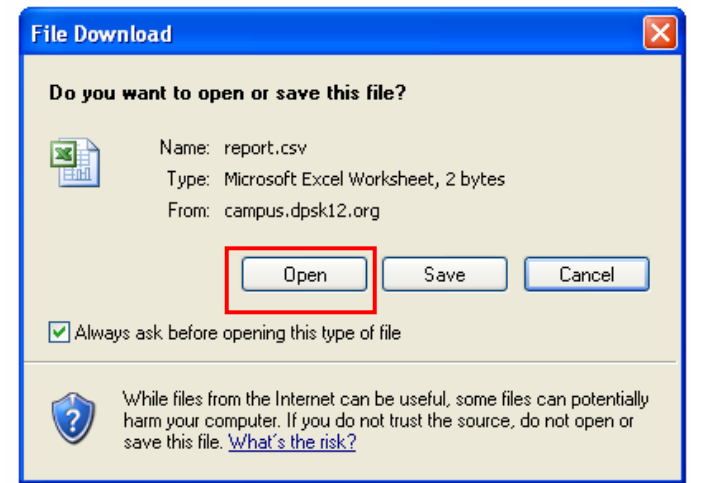 File Download
Do you want to open or save this file?
Name: report.csv
Type: Microsoft Excel Worksheet, 2 bytes
From: campus.dpsk12.org
Open Save Cancel
Always ask before opening this type of file
While files from the Internet can be useful, some files can potentially
harm your computer. If you do not trust the source, do not open or
save this file. What's the risk?